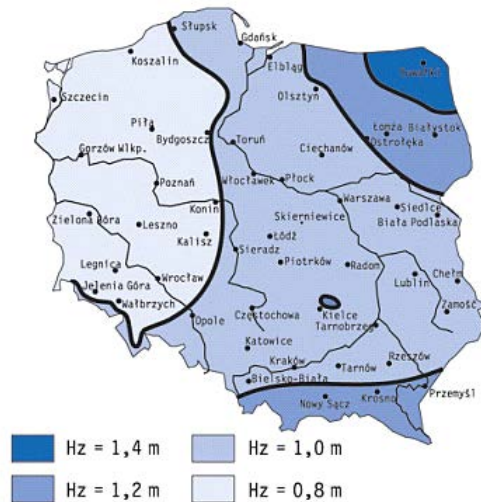 Słupsk
Gdańsk
Koszalin
Elbląg
Suwałki
Olsztyn
Szczecin
Piła
Bydgoszcz
Łomża Białystok
Ostrołęka
Toruń
Gorzów Wlkp.
Ciechanów
Włocławek
Płock
Poznań
Warszawa
Siedlce
Konin
Zielona Góra
Leszno
Skierniewice
Biała Podlaska
Kalisz
Łódź
Sieradz
Piotrków
Radom
Legnica
Wrocław
Lublin
Chełm
Jelenia Góra
Wałbrzych
Zamość
Opole
Częstochowa
Kielce
Tarnobrzeg
Katowice
Kraków
Tarnów
Rzeszów
Bielsko-Biała
Przemyśl
Nowy Sącz
Krosno
Hz = 1,4 m
Hz = 1,0 m
Hz = 1,2 m
Hz = 0,8 m